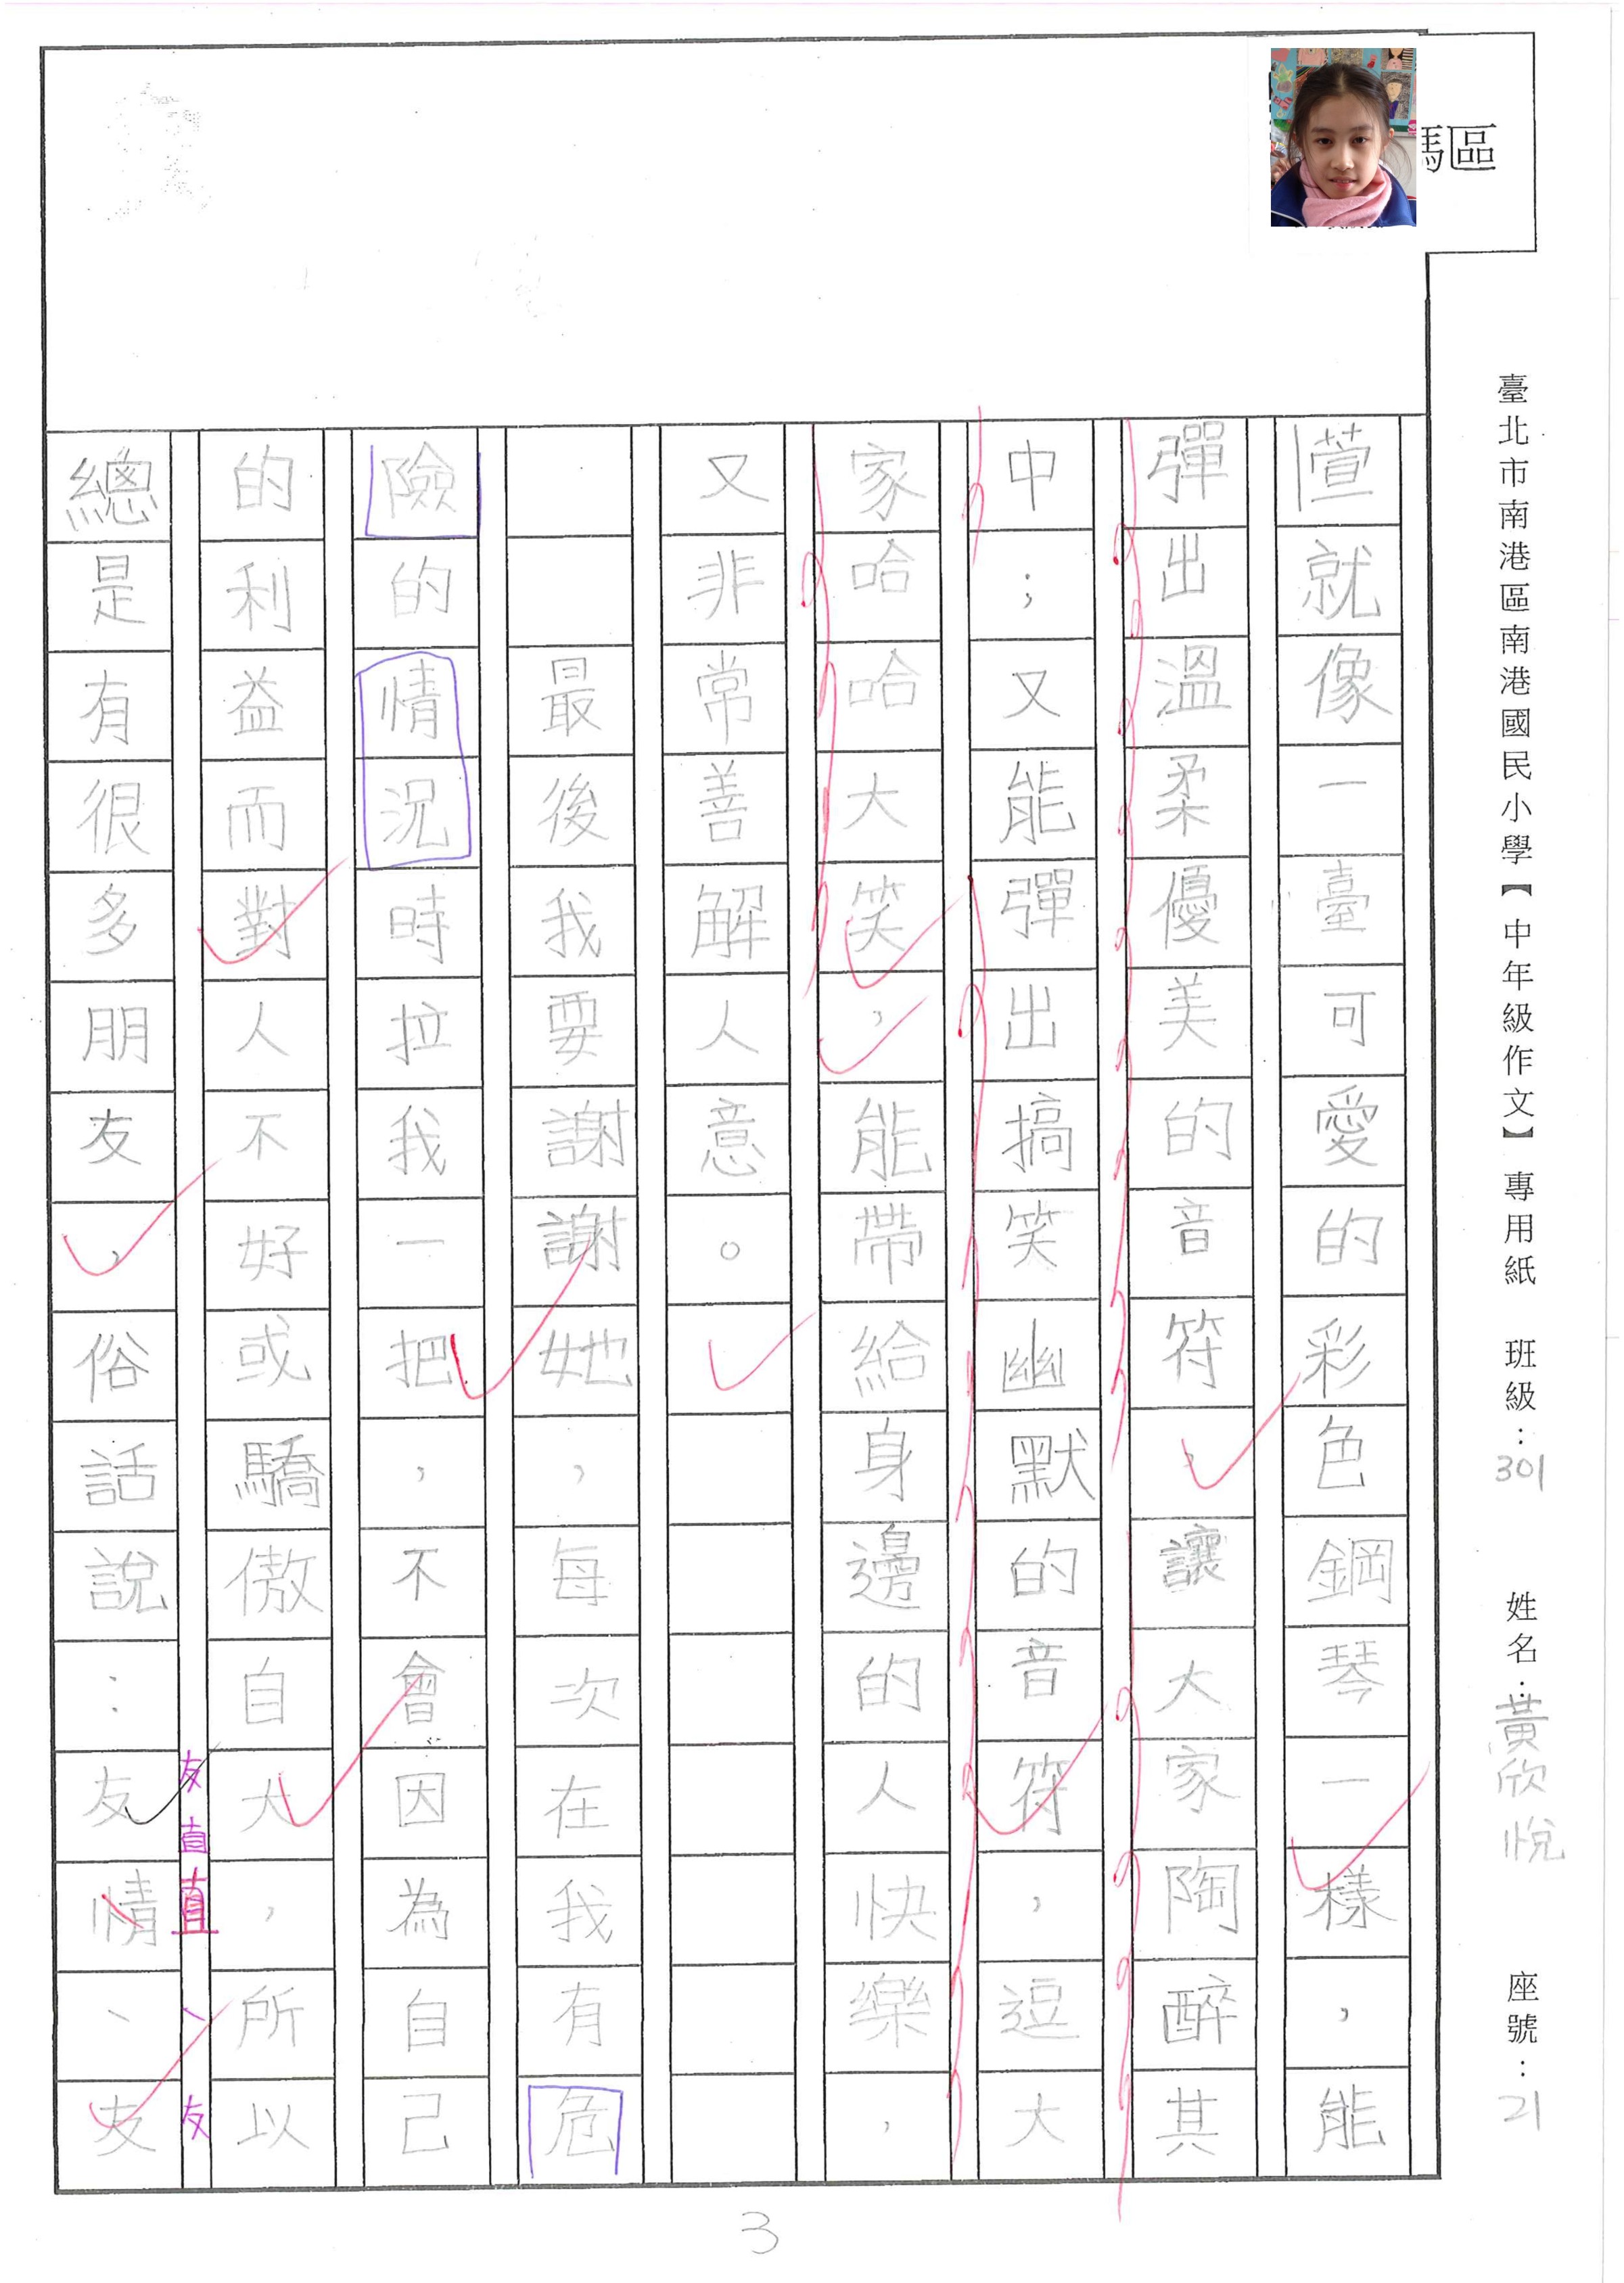 碼區
臺北市南港區南港國民小學【中年級作文】專用紙 班級：301 姓名：黃欣悅 座號：21
萱就像一臺可愛的彩色鋼琴一樣，能
彈出溫柔優美的音符，讓大家陶醉其
中；又能彈出搞笑幽默的音符，逗大
家哈哈大笑，能帶給身邊的人快樂，
又非常善解人意。
最後我要謝謝她，每次在我有危
險的情況時拉我一把，不會因為自己
的利益而對人不好或驕傲自大，所以
友直直、友
總是有很多朋友，俗話說：友情、友
3